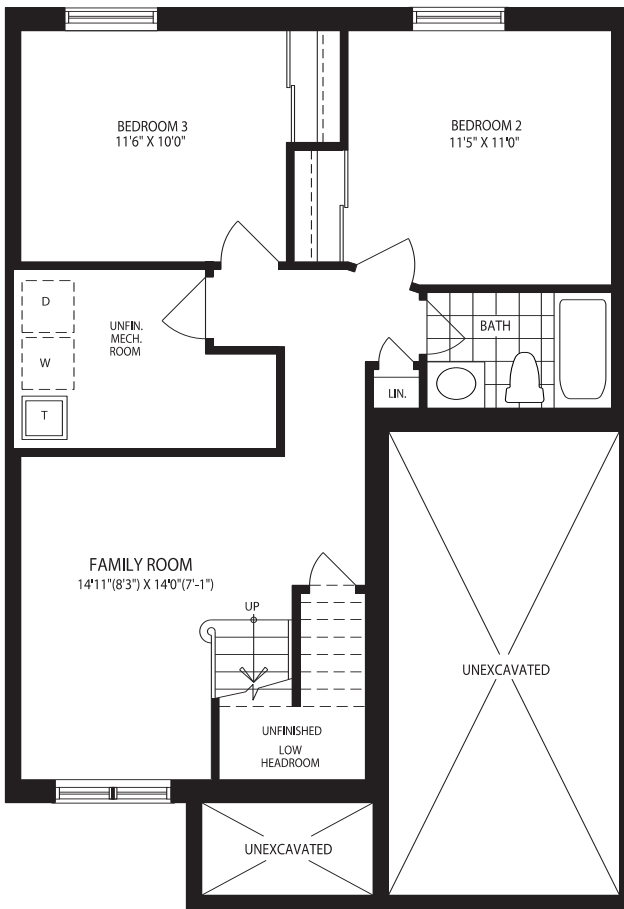 BEDROOM 3
11'6" X 10'0"
BEDROOM 2
11'5" X 11'0"
D
UNFIN.
MECH.
ROOM
W
T
BATH
LIN.
FAMILY ROOM
14'11"(8'3") X 14'0"(7'-1")
UP
UNFINISHED
LOW
HEADROOM
UNEXCAVATED
UNEXCAVATED